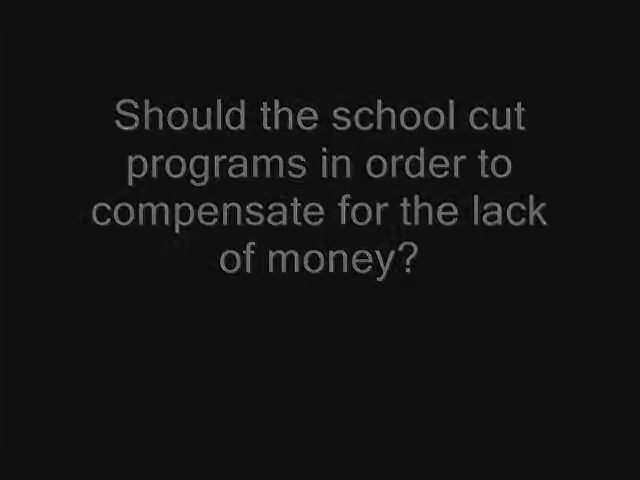 Should the school cut
programs in order to
compensate for the lack
of money?